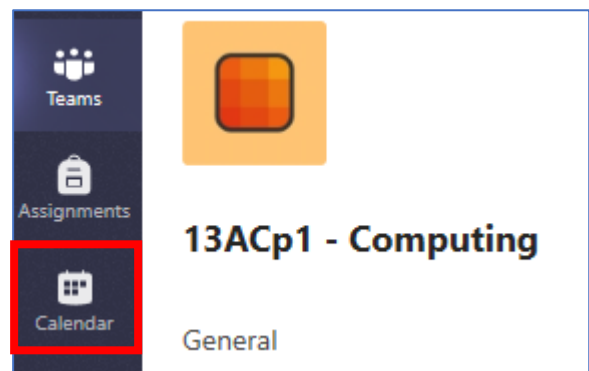 Teams
Assignments
Calendar
13ACp1 - Computing
General